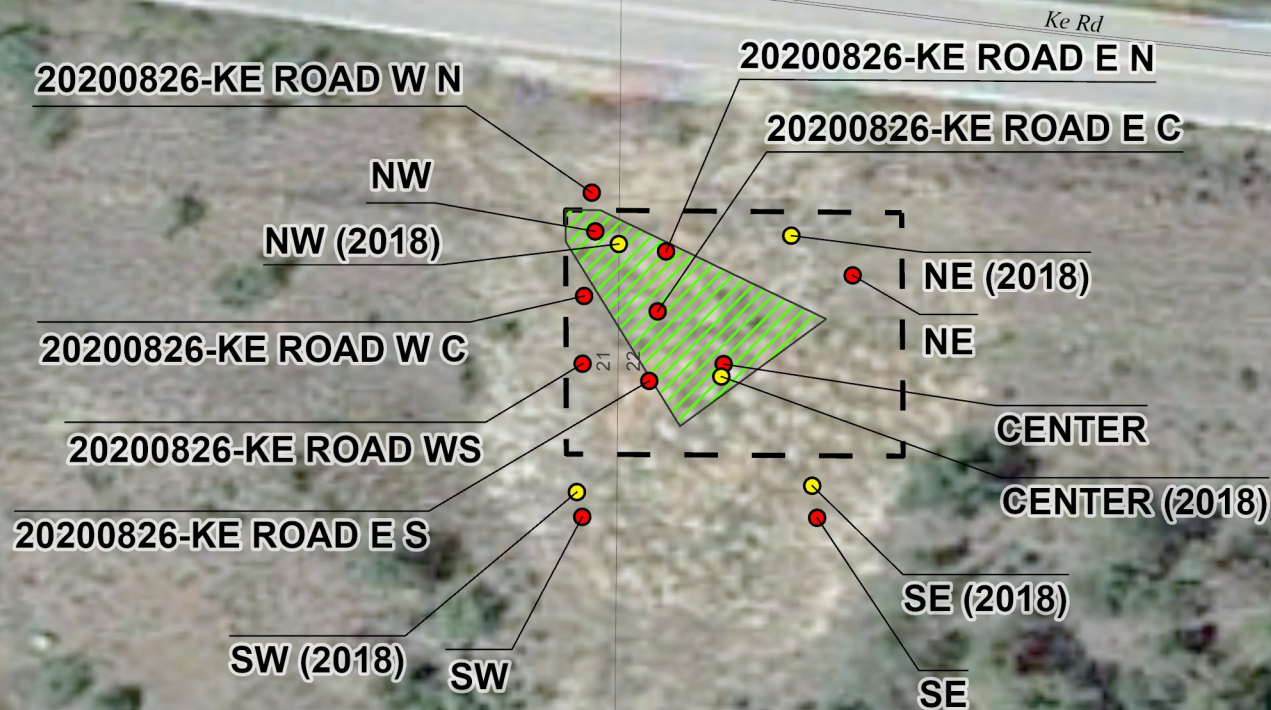 Ke Rd
20200826-KE ROAD E N
20200826-KE ROAD W N
20200826-KE ROAD E C
NW
NW (2018)
NE (2018)
NE
20200826-KE ROAD W C
21
22
CENTER
20200826-KE ROAD WS
CENTER (2018)
20200826-KE ROAD E S
SE (2018)
SW (2018)
SW
SE